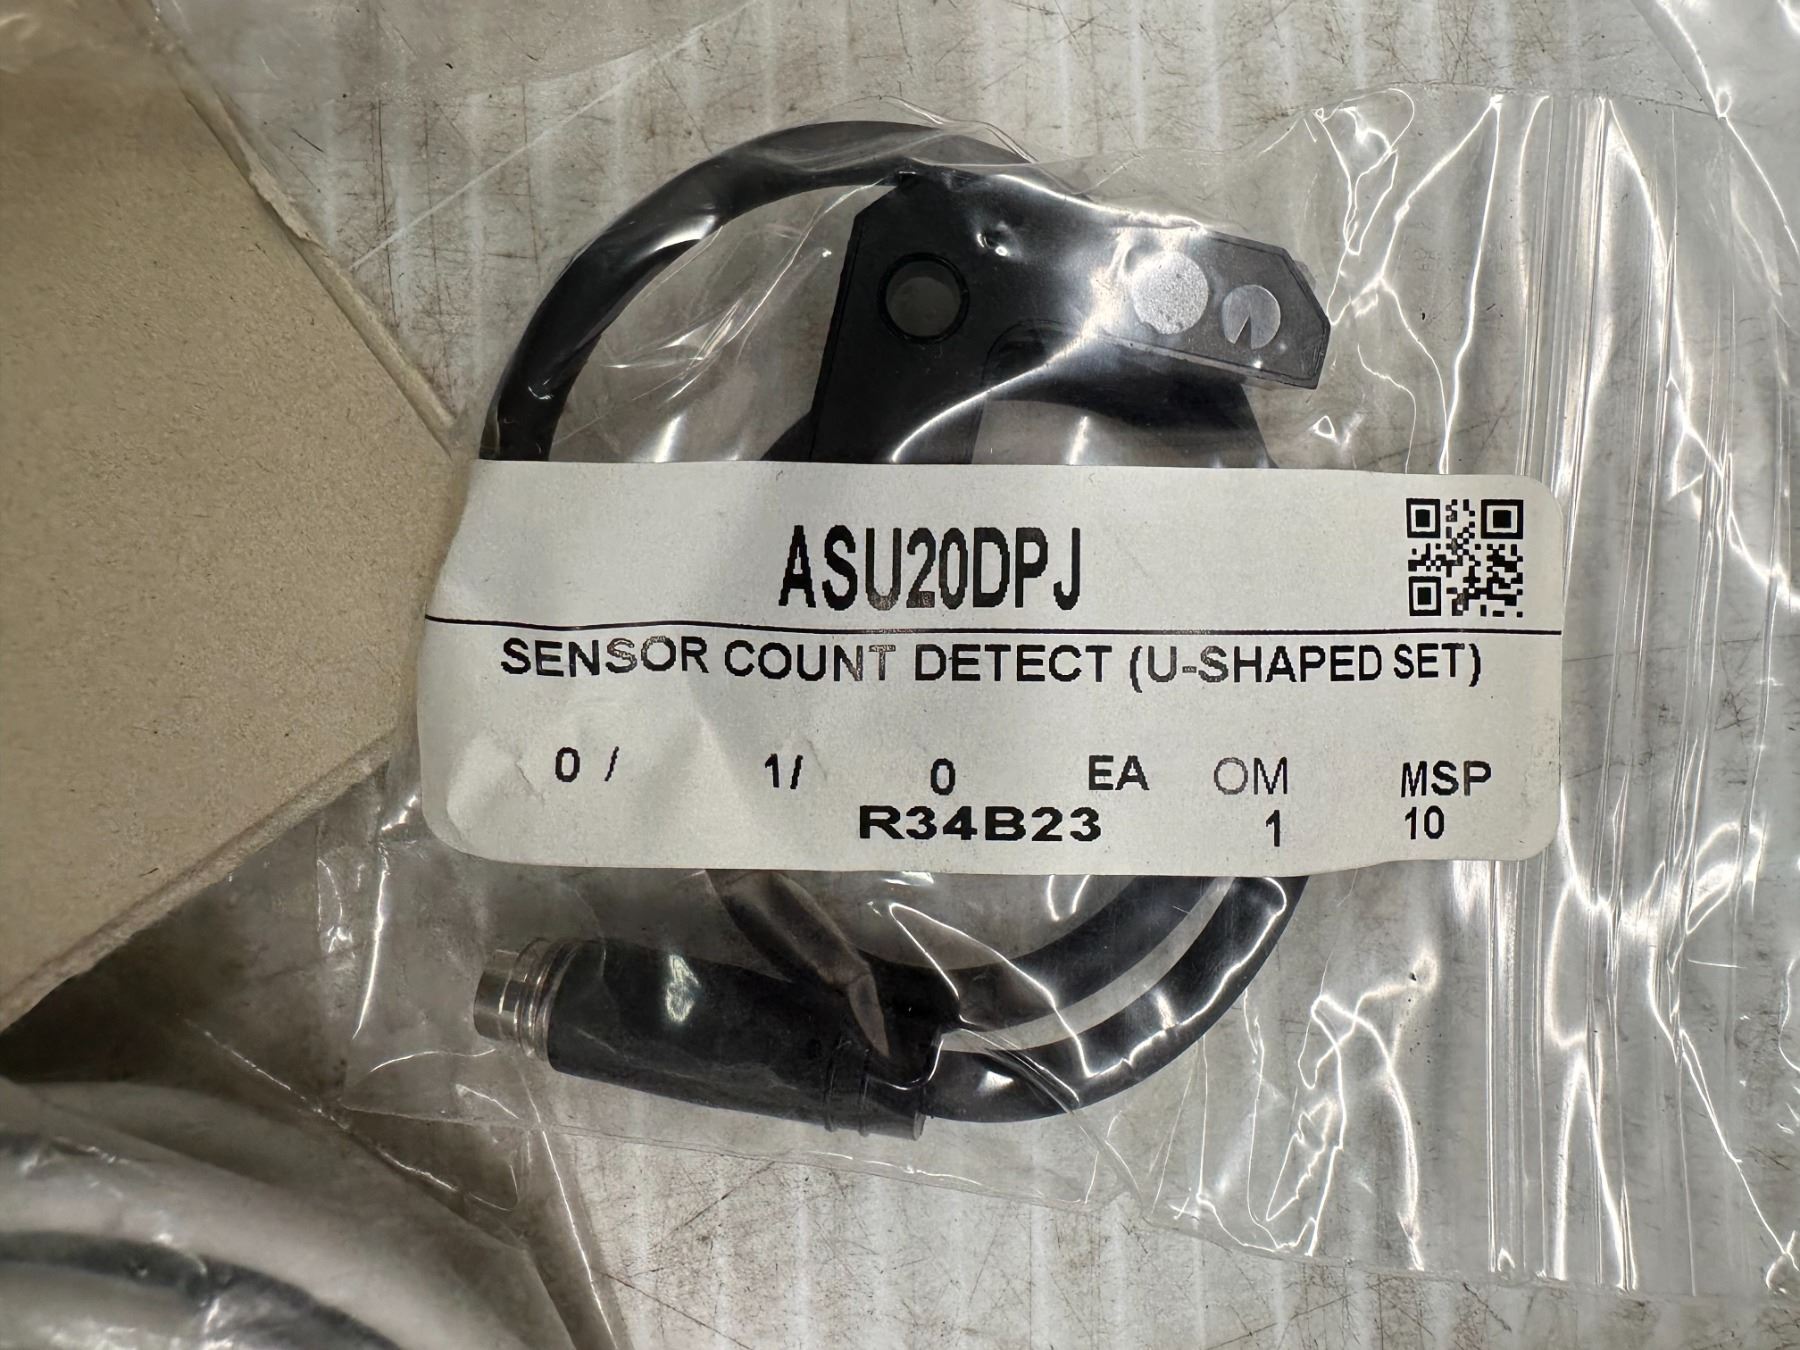 ASU20DPJ
SENSOR COUNT DETECT (U-SHAPED SET)
0 / 1/ 0 EA OM MSP
R34B23 1 10